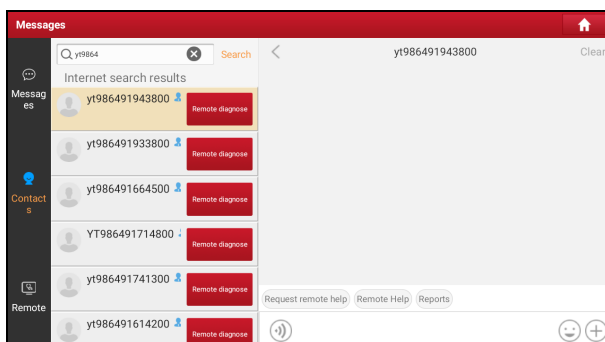 Messages
yt9864
Search
yt986491943800
Clear
Internet search results
Messag
es
yt986491943800
Remote diagnose
yt986491933800
Remote diagnose
Contact
s
yt986491664500
Remote diagnose
YT986491714800
Remote diagnose
yt986491741300
Remote diagnose
Remote
yt986491614200
Remote diagnose
Request remote help
Remote Help
Reports